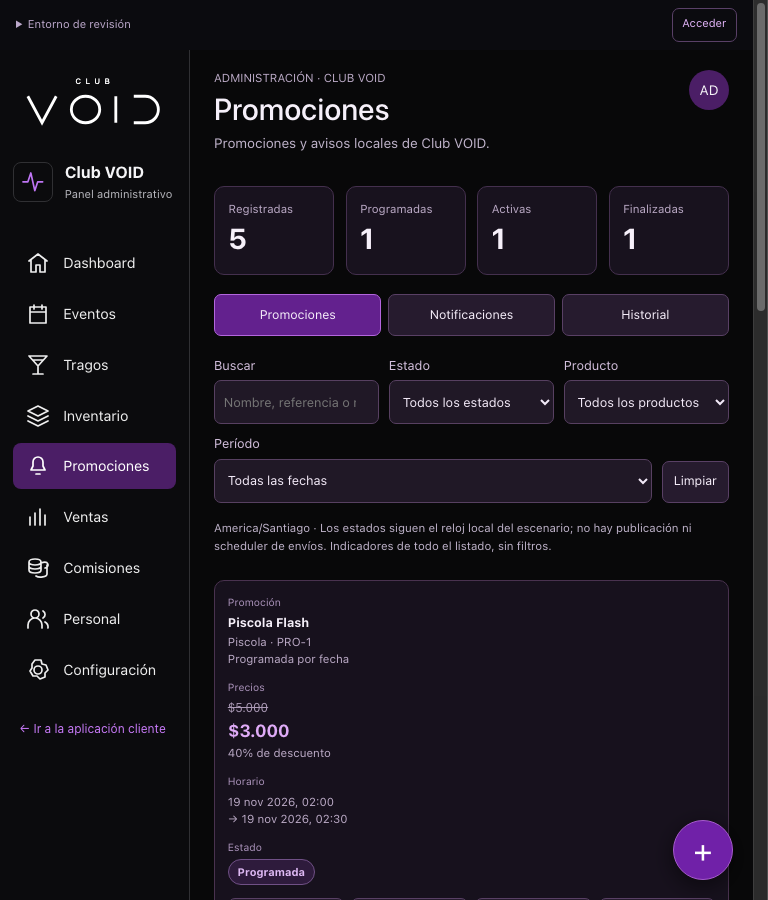 ▶ Entorno de revisión
Acceder
CLUB
VOID
Club VOID
Panel administrativo
Dashboard
Eventos
Tragos
Inventario
Promociones
Ventas
Comisiones
Personal
Configuración
← Ir a la aplicación cliente
ADMINISTRACIÓN · CLUB VOID
AD
Promociones
Promociones y avisos locales de Club VOID.
Registradas
5
Programadas
1
Activas
1
Finalizadas
1
Promociones
Notificaciones
Historial
Buscar
Estado
Producto
Nombre, referencia o
Todos los estados
Todos los productos
Período
Todas las fechas
Limpiar
America/Santiago · Los estados siguen el reloj local del escenario; no hay publicación ni
scheduler de envíos. Indicadores de todo el listado, sin filtros.
Promoción
Piscola Flash
Piscola · PRO-1
Programada por fecha
Precios
$5.000
$3.000
40% de descuento
Horario
19 nov 2026, 02:00
→ 19 nov 2026, 02:30
Estado
Programada
+